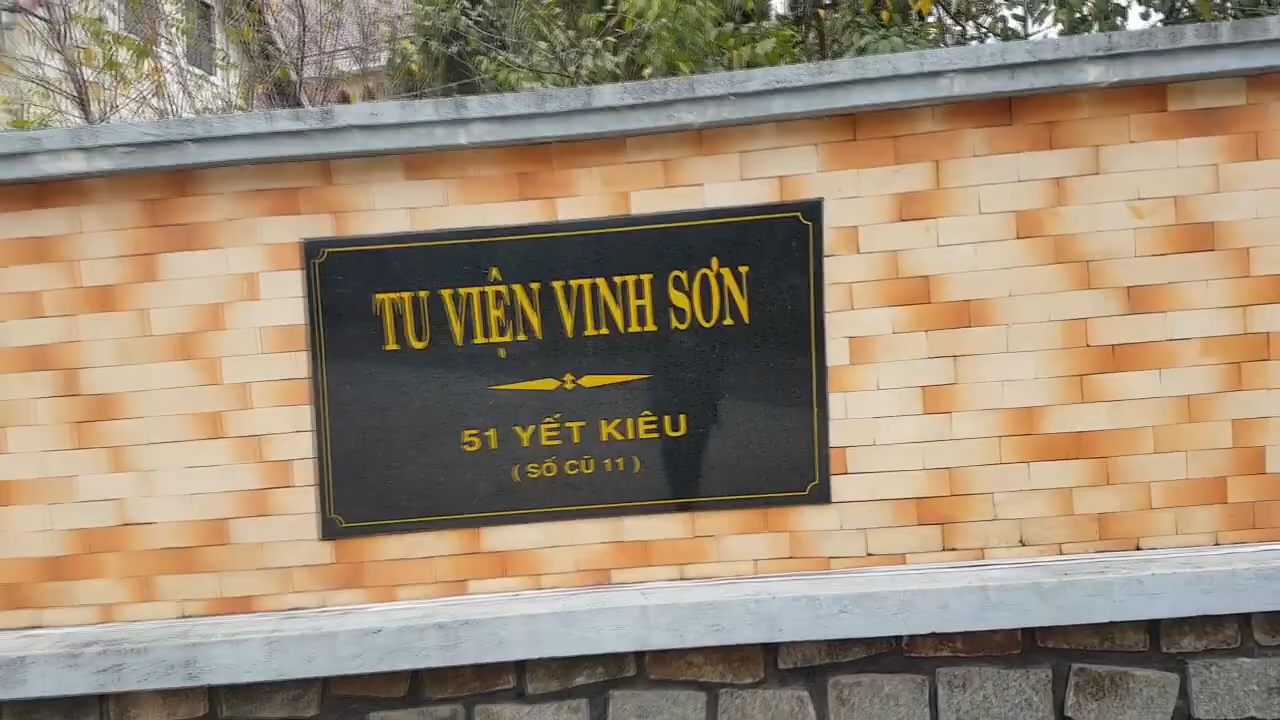 TU VIỆN VINH SƠN
51 YẾT KIÊU
( SỐ CŨ 11 )